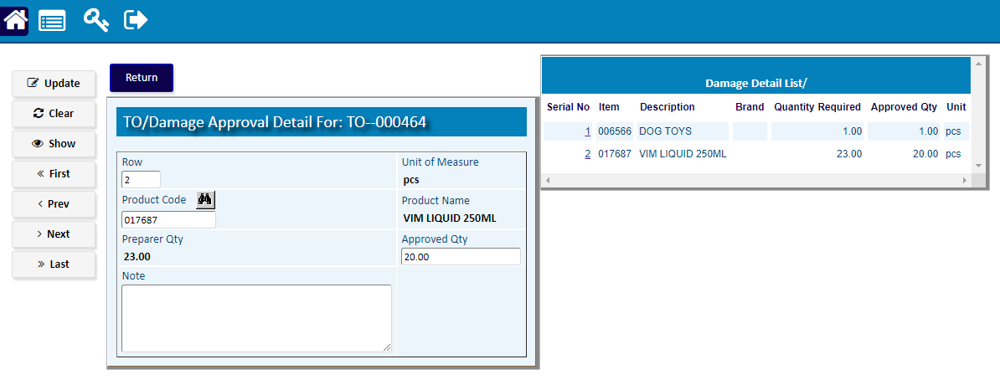 Update
Clear
Show
First
Prev
Next
Last
Return
TO/Damage Approval Detail For: TO--000464
Row
2
Unit of Measure
pcs
Product Code
017687
Product Name
VIM LIQUID 250ML
Preparer Qty
23.00
Approved Qty
20.00
Note
Damage Detail List/
Serial No Item Description Brand Quantity Required Approved Qty Unit
1 006566 DOG TOYS 1.00 1.00 pcs
2 017687 VIM LIQUID 250ML 23.00 20.00 pcs